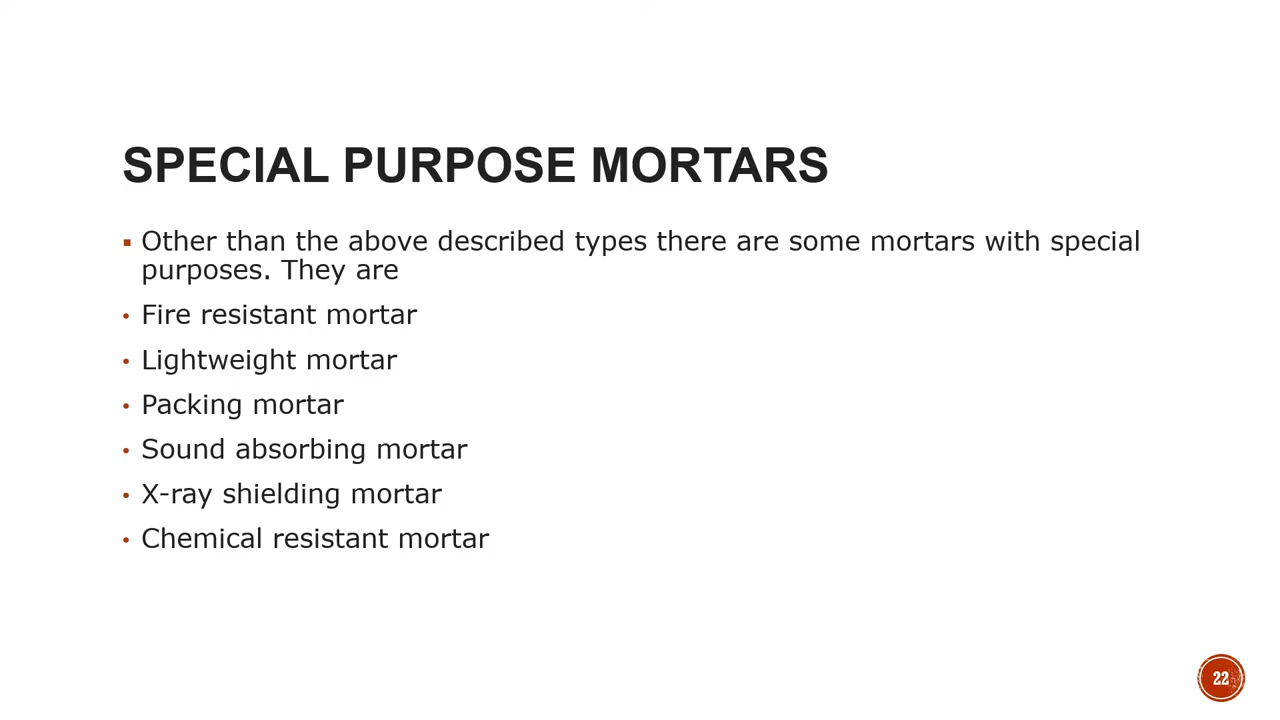 SPECIAL PURPOSE MORTARS
▪ Other than the above described types there are some mortars with special
purposes. They are
• Fire resistant mortar
• Lightweight mortar
• Packing mortar
• Sound absorbing mortar
• X-ray shielding mortar
• Chemical resistant mortar
22